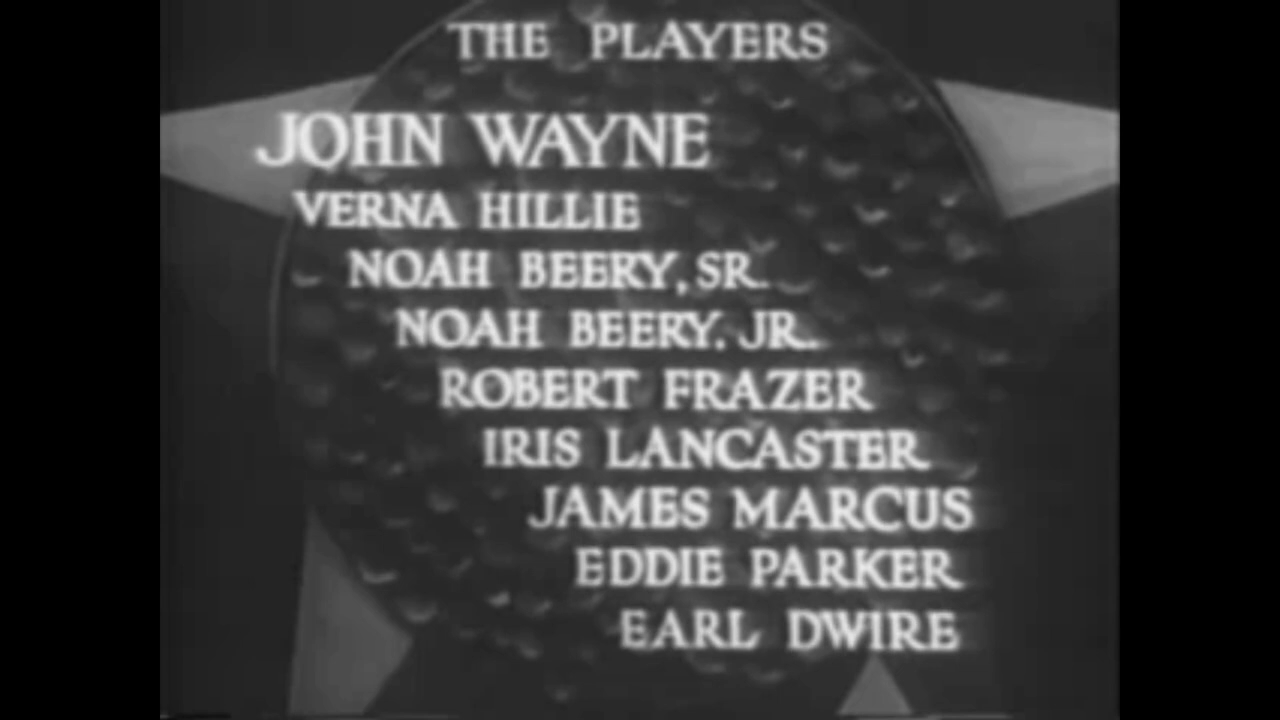 THE PLAYERS
JOHN WAYNE
VERNA HILLIE
NOAH BEERY, SR.
NOAH BEERY, JR.
ROBERT FRAZER
IRIS LANCASTER
JAMES MARCUS
EDDIE PARKER
EARL DWIRE